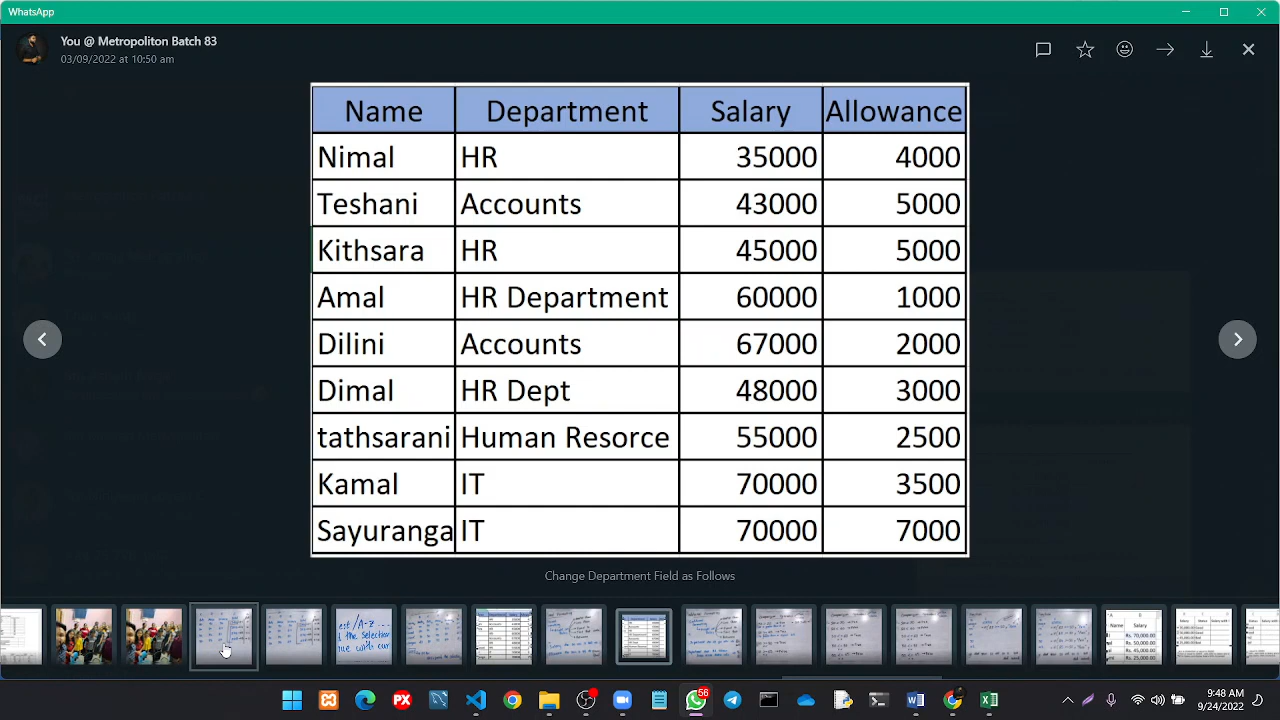 WhatsApp
You @ Metropoliton Batch 83
03/09/2022 at 10:50 am
Name Department Salary Allowance
Nimal HR 35000 4000
Teshani Accounts 43000 5000
Kithsara HR 45000 5000
Amal HR Department 60000 1000
Dilini Accounts 67000 2000
Dimal HR Dept 48000 3000
tathsarani Human Resorce 55000 2500
Kamal IT 70000 3500
Sayuranga IT 70000 7000
Change Department Field as Follows
56
9:48 AM
9/24/2022